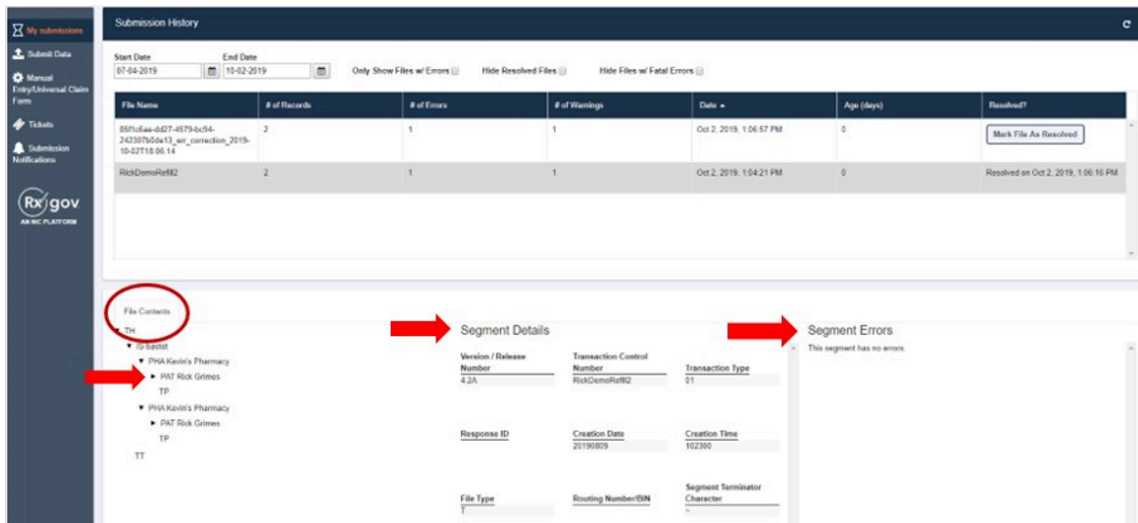 My submissions
Submit Data
Manual
Entry/Universal Claim
Form
Tickets
Submission
Notifications
Rx gov
AN NIC PLATFORM
Submission History
Start Date End Date
07-04-2019 10-02-2019 Only Show Files w/ Errors Hide Resolved Files Hide Files w/ Fatal Errors
File Name # of Records # of Errors # of Warnings Date Age (days) Resolved?
2 1 1 Oct 2, 2019, 1:06:57 PM 0 Mark File As Resolved
242307b0de13_err_correction_2019-
10-02T18:06:14
RickDemoRefill2 2 1 1 Oct 2, 2019, 1:04:21 PM 0 Resolved on Oct 2, 2019, 1:06:16 PM
File Contents
TH
IS bastet
PHA Kevin's Pharmacy
PAT Rick Grimes
TP
PHA Kevin's Pharmacy
PAT Rick Grimes
TP
TT
Segment Details
Version / Release
Number
4.2A
Transaction Control
Number
RickDemoRefill2
Transaction Type
01
Response ID
Creation Date
20190809
Creation Time
102300
File Type
T
Routing Number/BIN
Segment Terminator
Character
~
Segment Errors
This segment has no errors.